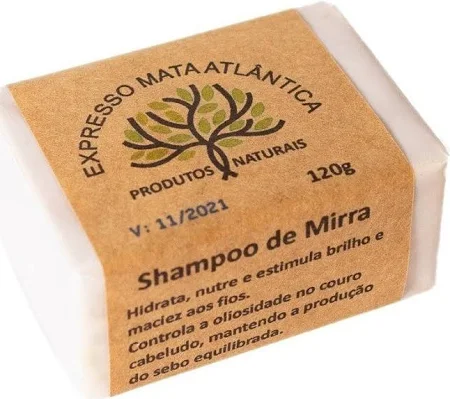 EXPRESSO MATA ATLÂNTICA
PRODUTOS NATURAIS
120g
V: 11/2021
Shampoo de Mirra
Hidrata, nutre e estimula brilho e
maciez aos fios.
Controla a oliosidade no couro
cabeludo, mantendo a produção
do sebo equilibrada.